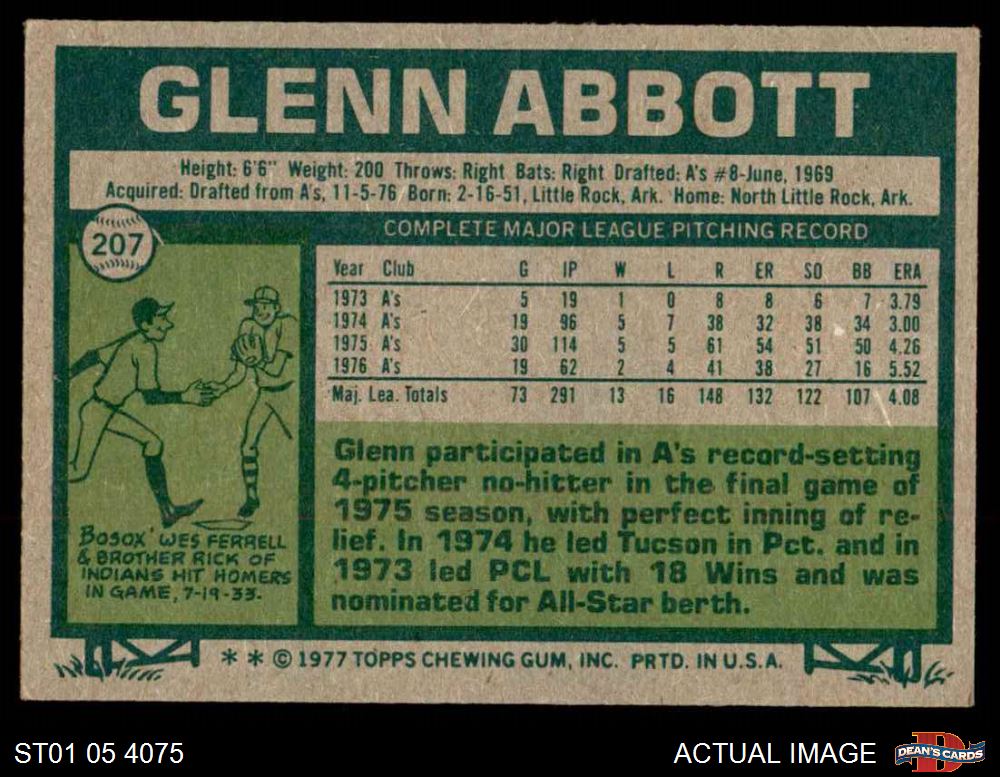 GLENN ABBOTT
Height: 6'6" Weight: 200 Throws: Right Bats: Right Drafted: A's #8-June, 1969
Acquired: Drafted from A's, 11-5-76 Born: 2-16-51, Little Rock, Ark. Home: North Little Rock, Ark.
207
COMPLETE MAJOR LEAGUE PITCHING RECORD
Year Club G IP W L R ER SO BB ERA
1973 A's 5 19 1 0 8 8 6 7 3.79
1974 A's 19 96 5 7 38 32 38 34 3.00
1975 A's 30 114 5 5 61 54 51 50 4.26
1976 A's 19 62 2 4 41 38 27 16 5.52
Maj. Lea. Totals 73 291 13 16 148 132 122 107 4.08
BOSOX' WES FERRELL
& BROTHER RICK OF
INDIANS HIT HOMERS
IN GAME, 7-19-33.
Glenn participated in A's record-setting
4-pitcher no-hitter in the final game of
1975 season, with perfect inning of re-
lief. In 1974 he led Tucson in Pct. and in
1973 led PCL with 18 Wins and was
nominated for All-Star berth.
* * © 1977 TOPPS CHEWING GUM, INC. PRTD. IN U.S.A.
ST01 05 4075
ACTUAL IMAGE
D
DEAN'S CARDS